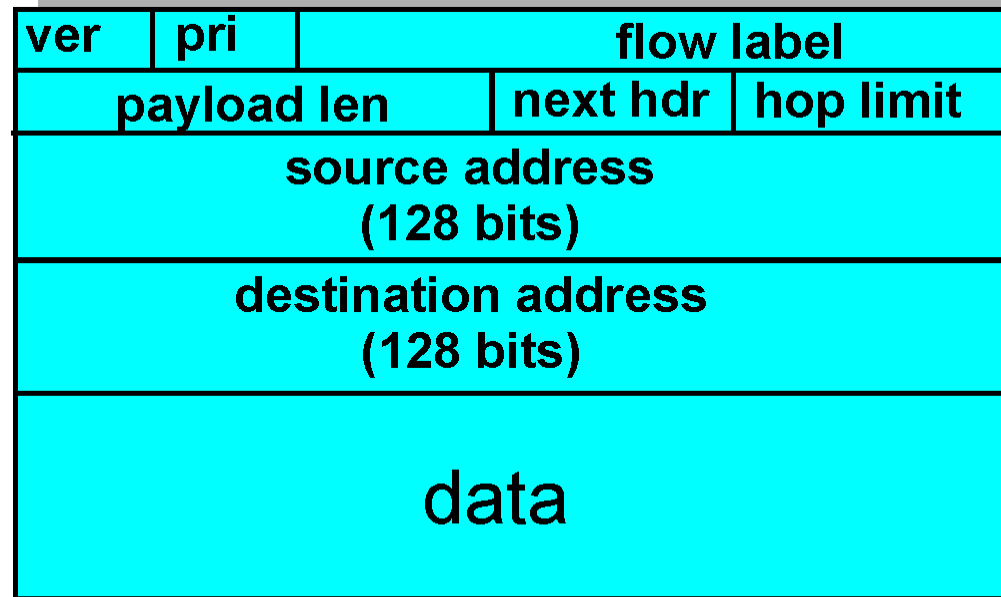 ver pri flow label
payload len next hdr hop limit
source address
(128 bits)
destination address
(128 bits)
data